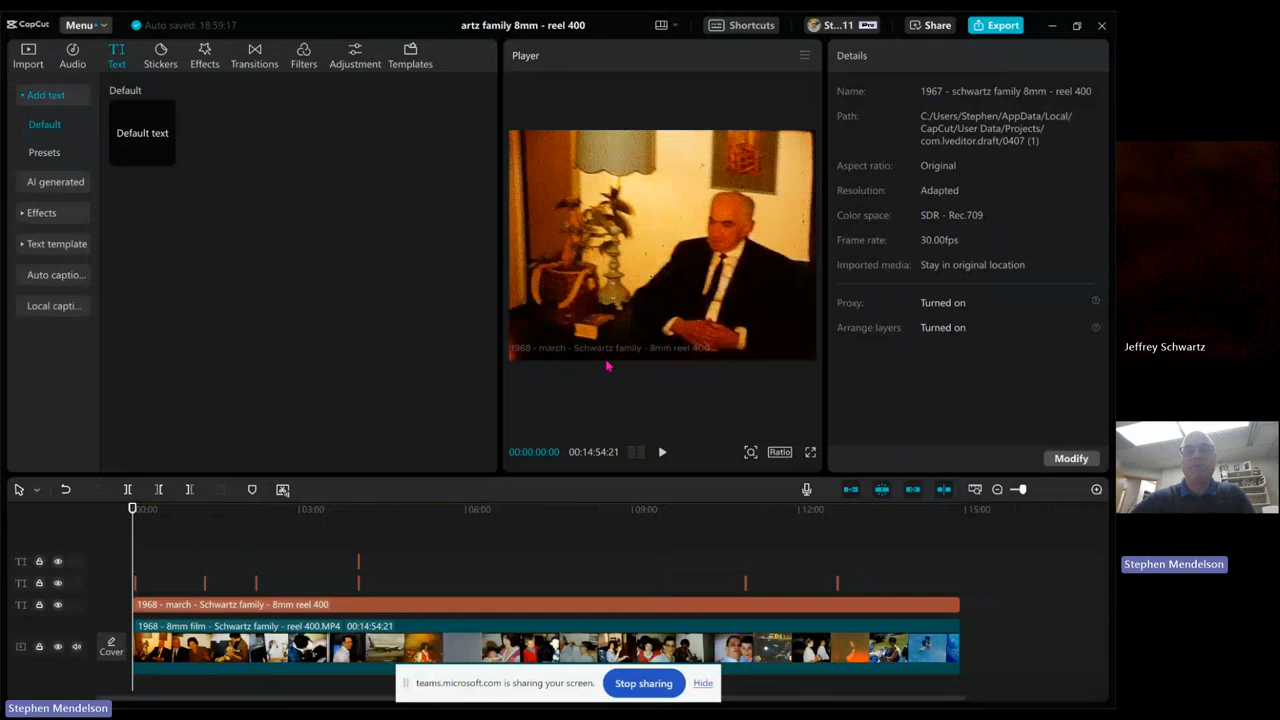 CapCut
Menu
Auto saved: 18:59:17
artz family 8mm - reel 400
Shortcuts
St...11
Pro
Share
Export
Import
Audio
TI
Text
Stickers
Effects
Transitions
Filters
Adjustment
Templates
Add text
Default
Presets
AI generated
Effects
Text template
Auto captio...
Local capti...
Default
Default text
Player
1968 - march - Schwartz family - 8mm reel 400
00:00:00:00
00:14:54:21
Ratio
Details
Name:
1967 - schwartz family 8mm - reel 400
Path:
C:/Users/Stephen/AppData/Local/
CapCut/User Data/Projects/
com.lveditor.draft/0407 (1)
Aspect ratio:
Original
Resolution:
Adapted
Color space:
SDR - Rec.709
Frame rate:
30.00fps
Imported media:
Stay in original location
Proxy:
Turned on
Arrange layers
Turned on
Modify
Jeffrey Schwartz
Stephen Mendelson
00:00
03:00
06:00
09:00
12:00
15:00
TI
TI
TI
1968 - march - Schwartz family - 8mm reel 400
1968 - 8mm film - Schwartz family - reel 400.MP4 00:14:54:21
Cover
teams.microsoft.com is sharing your screen.
Stop sharing
Hide
Stephen Mendelson